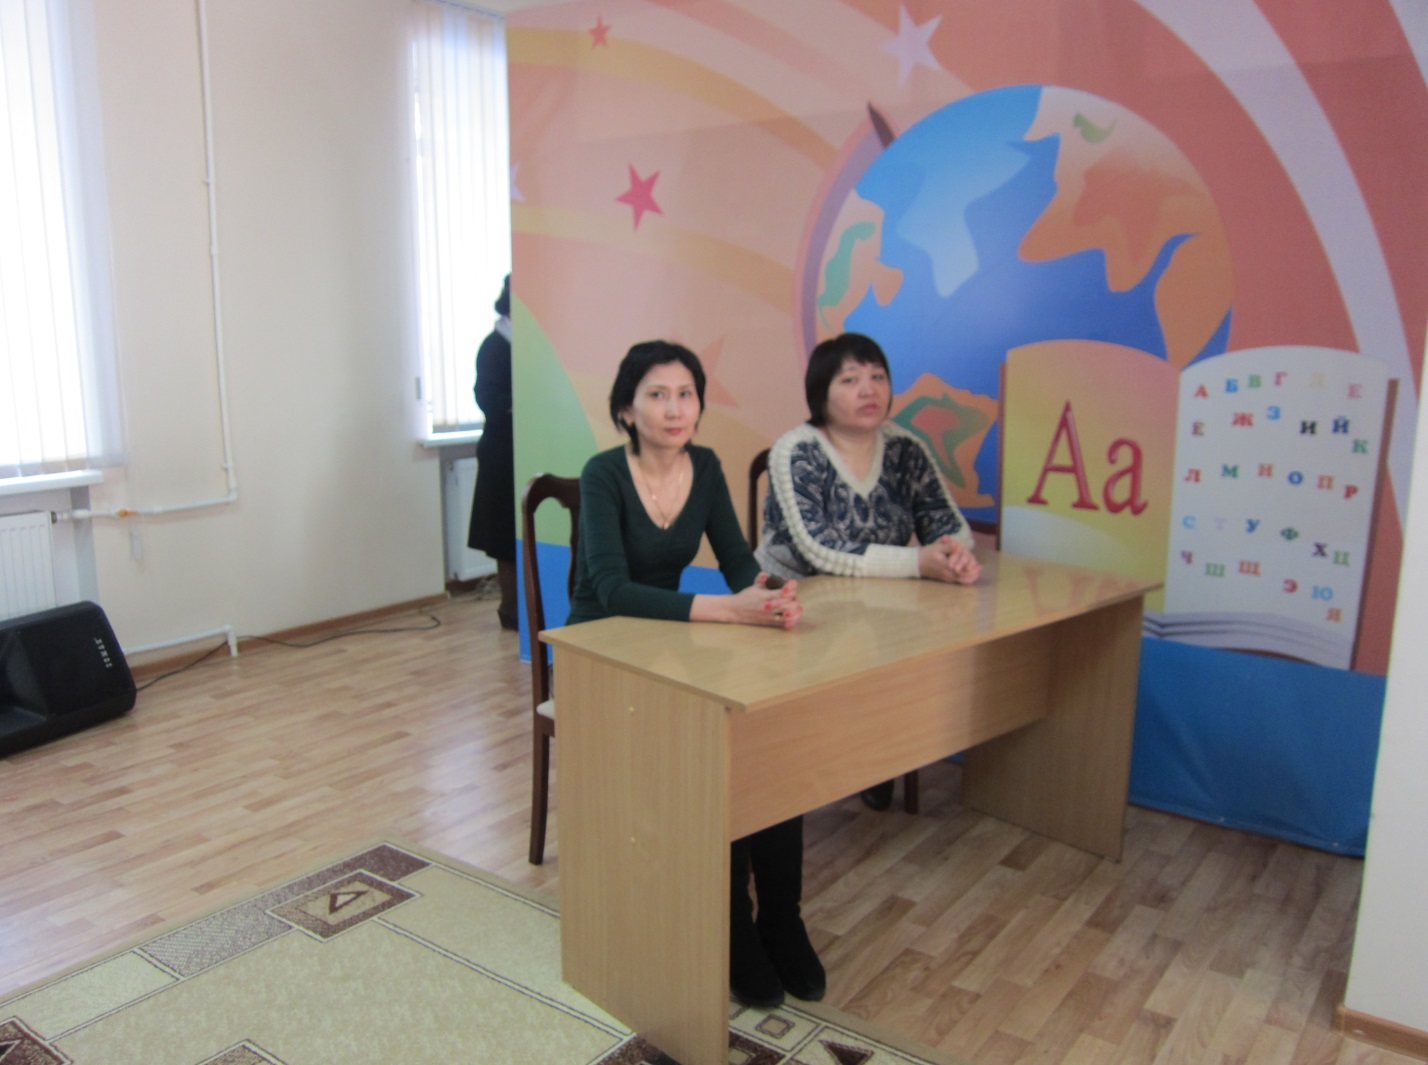 Аа
А Б В Г Д Е
Ё Ж З И Й К
Л М Н О П Р
С Т У Ф Х Ц
Ч Ш Щ Э Ю
Я